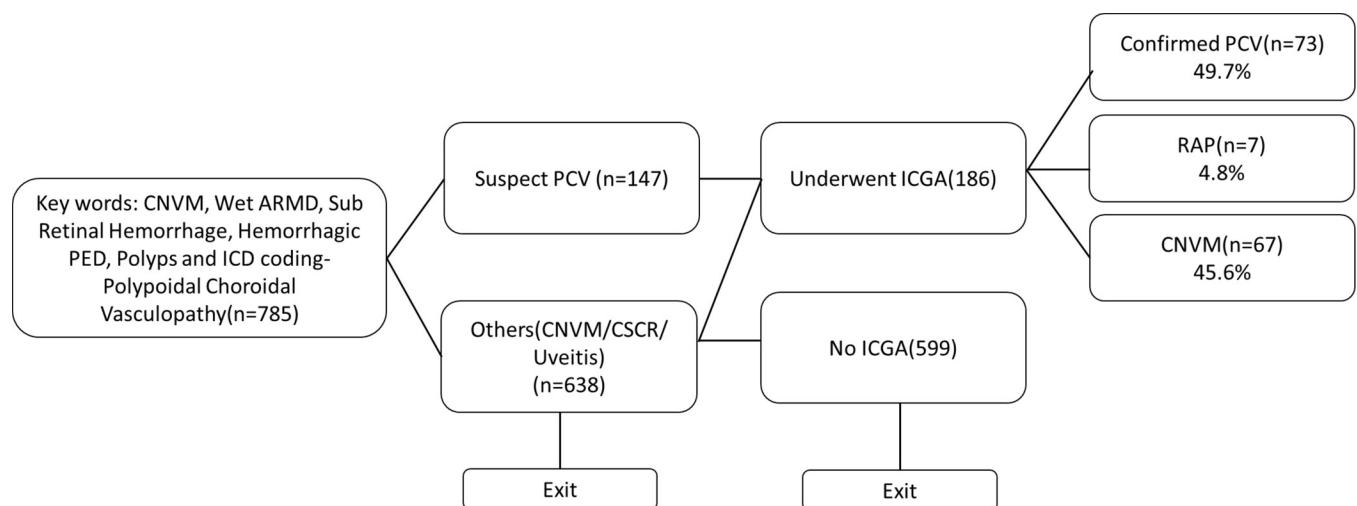 Key words: CNVM, Wet ARMD, Sub
Retinal Hemorrhage, Hemorrhagic
PED, Polyps and ICD coding-
Polypoidal Choroidal
Vasculopathy(n=785)
Suspect PCV (n=147)
Others(CNVM/CSCR/
Uveitis)
(n=638)
Exit
Underwent ICGA(186)
No ICGA(599)
Exit
Confirmed PCV(n=73)
49.7%
RAP(n=7)
4.8%
CNVM(n=67)
45.6%